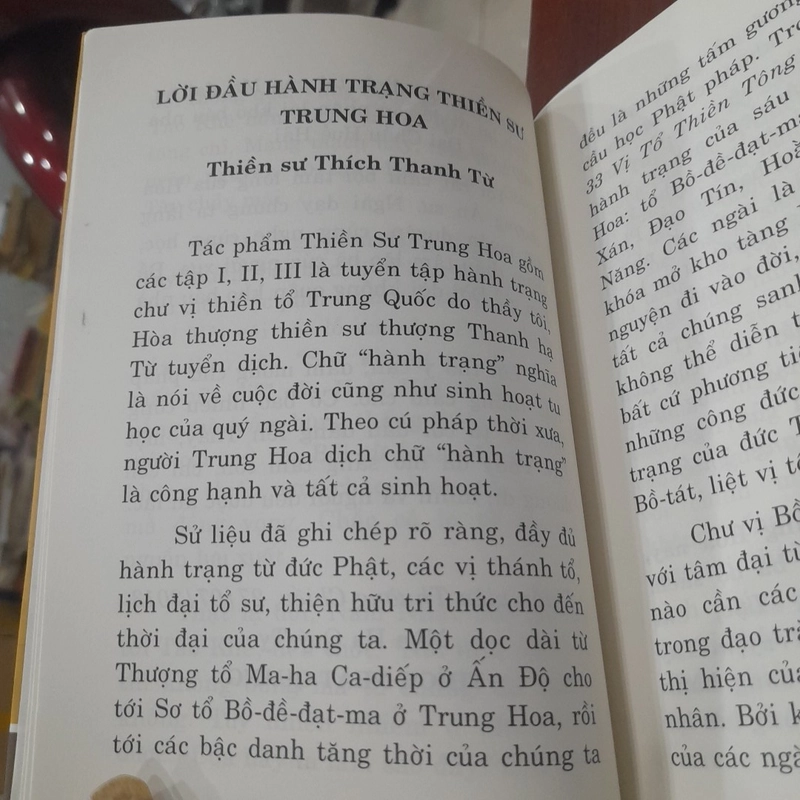 LỜI ĐẦU HÀNH TRẠNG THIỀN SƯ
TRUNG HOA
Thiền sư Thích Thanh Từ
Tác phẩm Thiền Sư Trung Hoa gồm
các tập I, II, III là tuyển tập hành trạng
chư vị thiền tổ Trung Quốc do thầy tôi,
Hòa thượng thiền sư thượng Thanh hạ
Từ tuyển dịch. Chữ “hành trạng” nghĩa
là nói về cuộc đời cũng như sinh hoạt tu
học của quý ngài. Theo cú pháp thời xưa,
người Trung Hoa dịch chữ “hành trạng”
là công hạnh và tất cả sinh hoạt.
Sử liệu đã ghi chép rõ ràng, đầy đủ
hành trạng từ đức Phật, các vị thánh tổ,
lịch đại tổ sư, thiện hữu tri thức cho đến
thời đại của chúng ta. Một dọc dài từ
Thượng tổ Ma-ha Ca-diếp ở Ấn Độ cho
tới Sơ tổ Bồ-đề-đạt-ma ở Trung Hoa, rồi
tới các bậc danh tăng thời của chúng ta
đều là những tấm gương
cầu học Phật pháp. Tro
33 Vị Tổ Thiền Tông
hành trạng của sáu
Hoa: tổ Bồ-đề-đạt-ma
Xán, Đạo Tín, Hoằ
Năng. Các ngài là
khóa mở kho tàng
nguyện đi vào đời,
tất cả chúng sanh
không thể diễn t
bất cứ phương tiệ
những công đức
trạng của đức T
Bồ-tát, liệt vị tổ
Chư vị Bồ
với tâm đại từ
nào cần các
trong đạo trà
thị hiện của
nhân. Bởi k
của các ngà